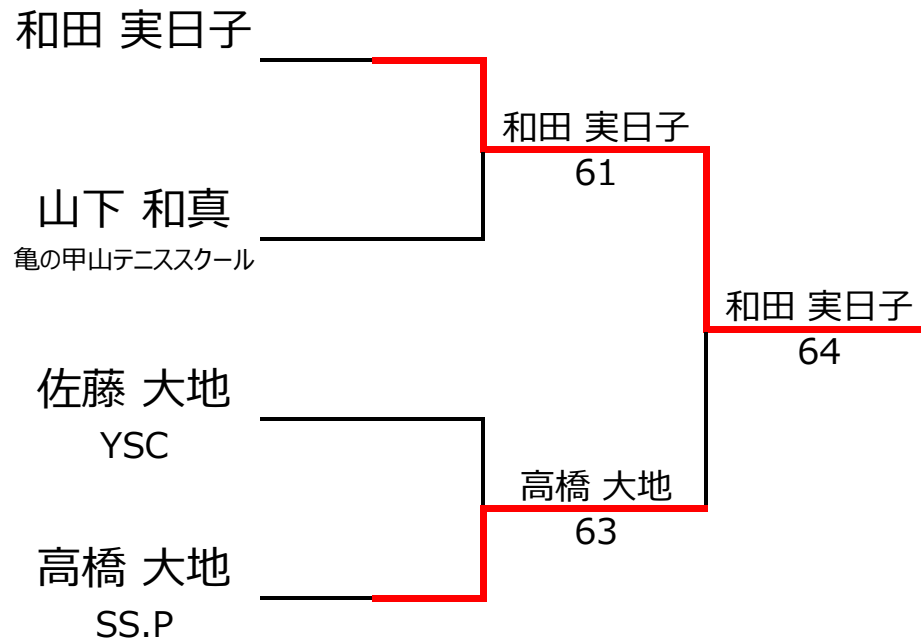 和田 実日子
和田 実日子
61
山下 和真
亀の甲山テニススクール
和田 実日子
64
佐藤 大地
YSC
高橋 大地
63
高橋 大地
SS.P